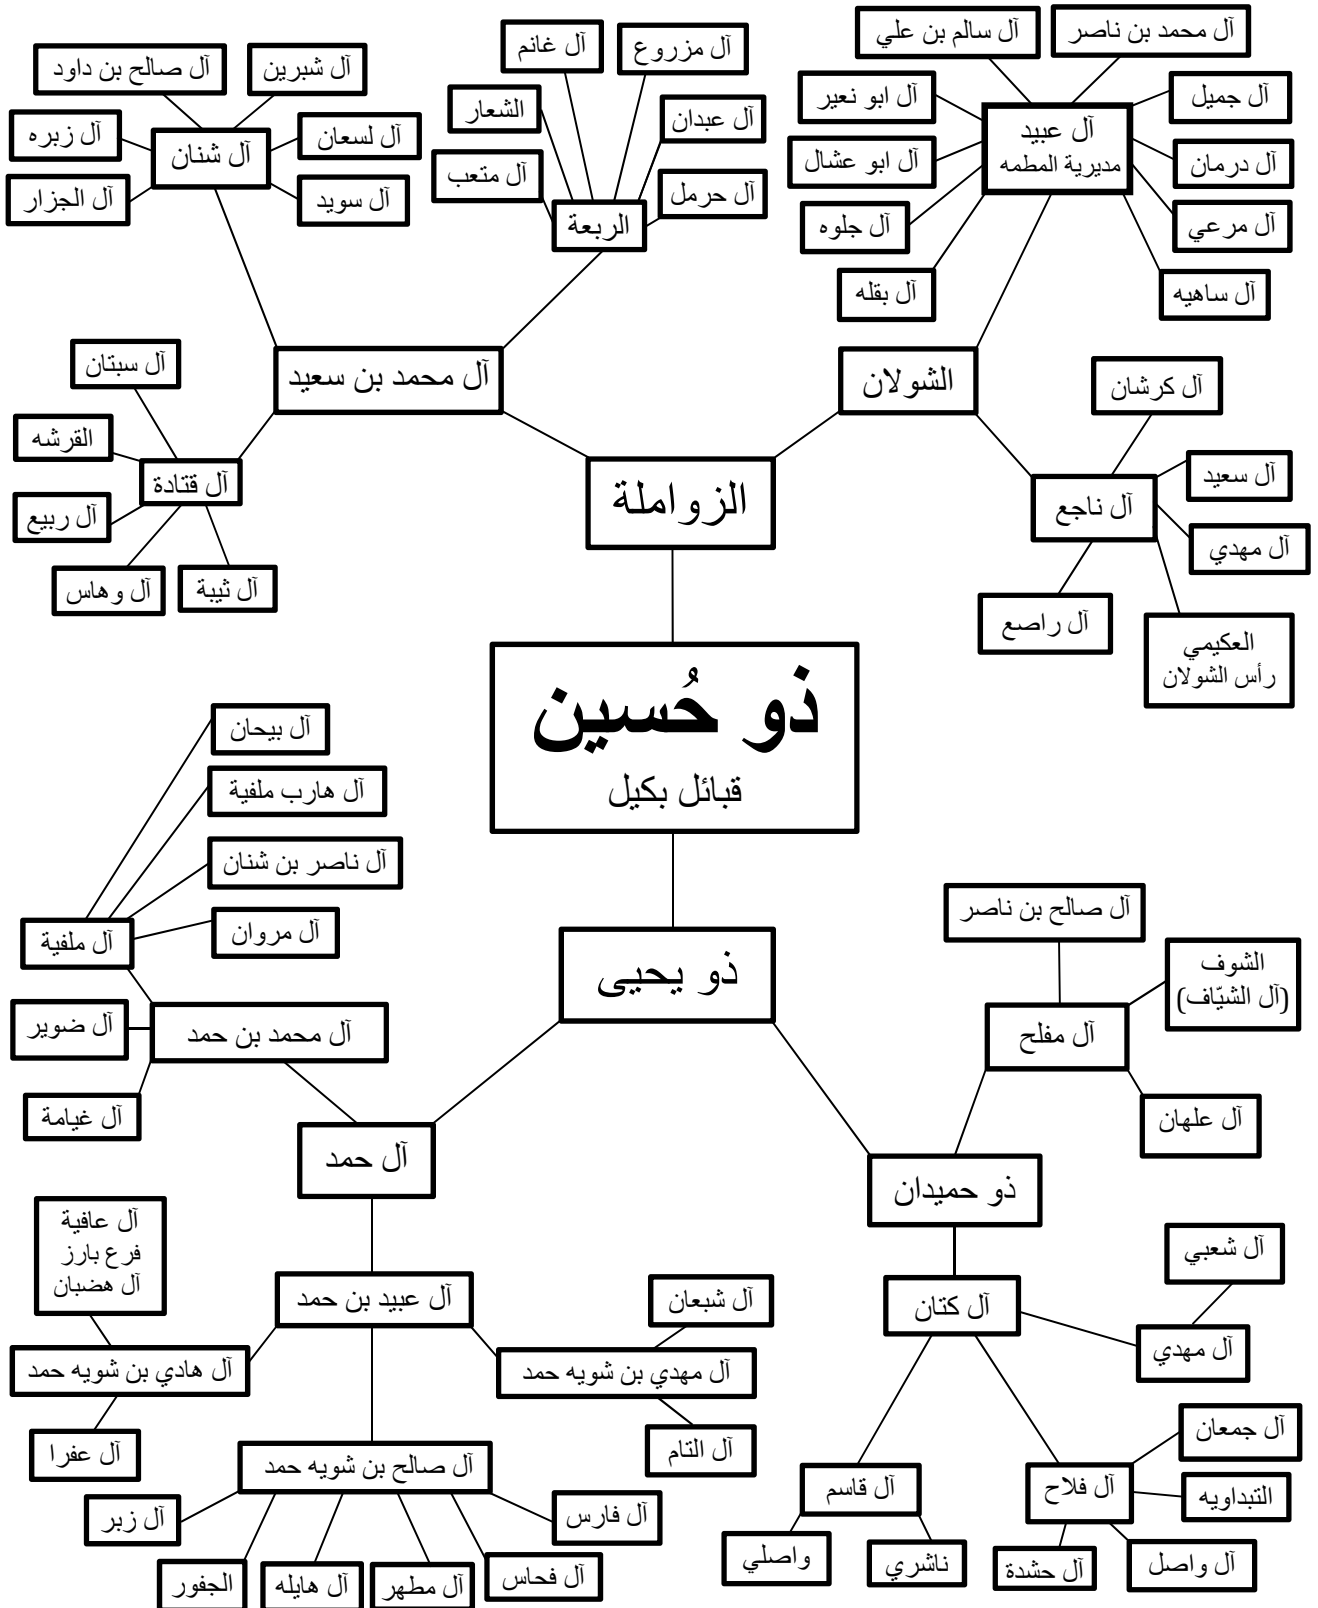 آل محمد بن ناصر
آل سالم بن علي
آل جميل
آل ابو نعير
آل عبيد
مديرية المطمه
آل درمان
آل ابو عشال
آل مرعي
آل جلوه
آل ساهيه
آل بقله
آل مزروع
آل غانم
آل عبدان
الشعار
آل حرمل
آل متعب
الربعة
آل شبرين
آل صالح بن داود
آل لسعان
آل شنان
آل زبره
آل سويد
آل الجزار
الشولان
آل محمد بن سعيد
آل كرشان
آل سعيد
آل ناجع
آل مهدي
آل راصع
العكيمي
رأس الشولان
آل سبتان
القرشه
آل قتادة
آل ربيع
آل ثيبة
آل وهاس
الزواملة
ذو حُسين
قبائل بكيل
آل بيحان
آل هارب ملفية
آل ناصر بن شنان
آل مروان
آل ملفية
آل صالح بن ناصر
الشوف
(آل الشيّاف)
آل مفلح
آل علهان
ذو يحيى
آل محمد بن حمد
آل ضوير
آل غيامة
آل حمد
ذو حميدان
آل عافية
فرع بارز
آل هضبان
آل عبيد بن حمد
آل شبعان
آل كتان
آل شعبي
آل مهدي
آل هادي بن شويه حمد
آل مهدي بن شويه حمد
آل عفرا
آل التام
آل صالح بن شويه حمد
آل جمعان
آل قاسم
آل فلاح
التبداويه
آل فارس
آل زبر
واصلي
ناشري
آل حشدة
آل واصل
آل فحاس
آل مطهر
آل هايله
الجفور